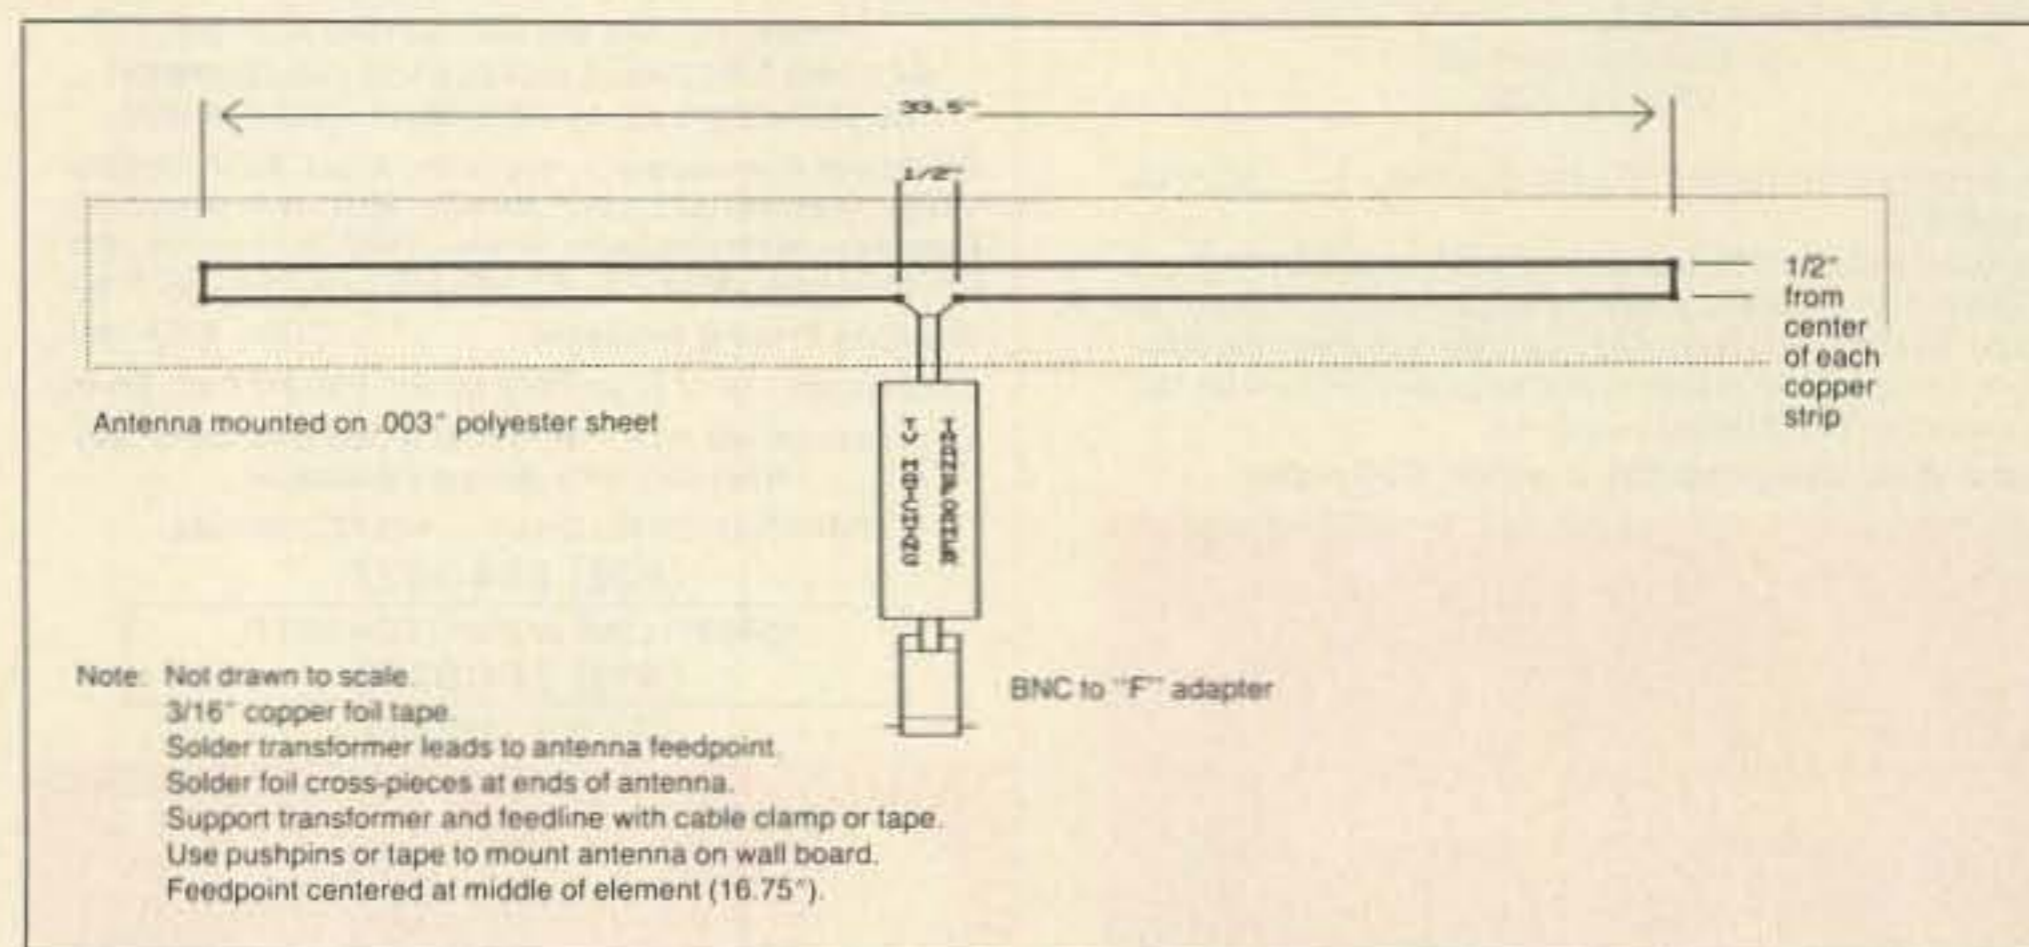 33.5"
1/2"
1/2"
from
center
of each
copper
strip
Antenna mounted on .003" polyester sheet
TV MATCHING
TRANSFORMER
BNC to "F" adapter
Note: Not drawn to scale.
3/16" copper foil tape.
Solder transformer leads to antenna feedpoint.
Solder foil cross-pieces at ends of antenna.
Support transformer and feedline with cable clamp or tape.
Use pushpins or tape to mount antenna on wall board.
Feedpoint centered at middle of element (16.75").